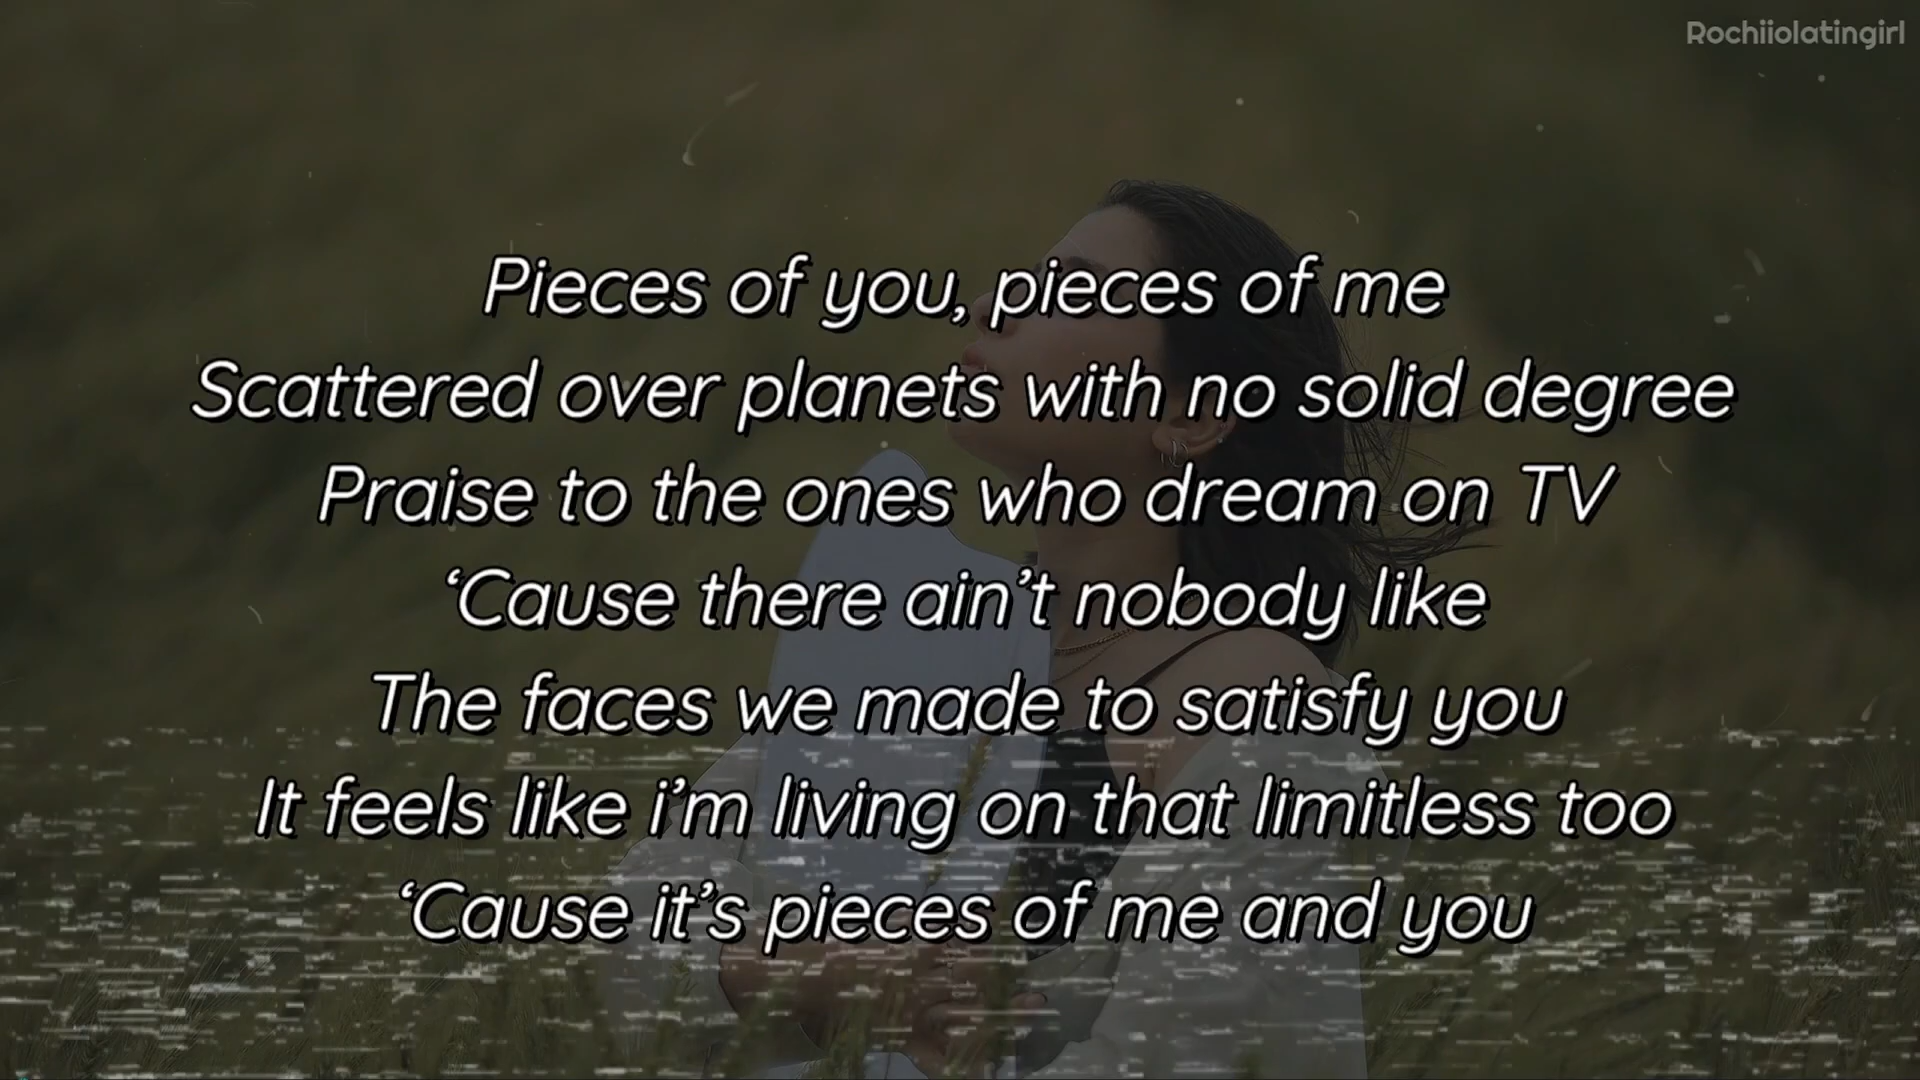 Rochiiolatingirl
Pieces of you, pieces of me
Scattered over planets with no solid degree
Praise to the ones who dream on TV
‘Cause there ain’t nobody like
The faces we made to satisfy you
It feels like i’m living on that limitless too
‘Cause it’s pieces of me and you